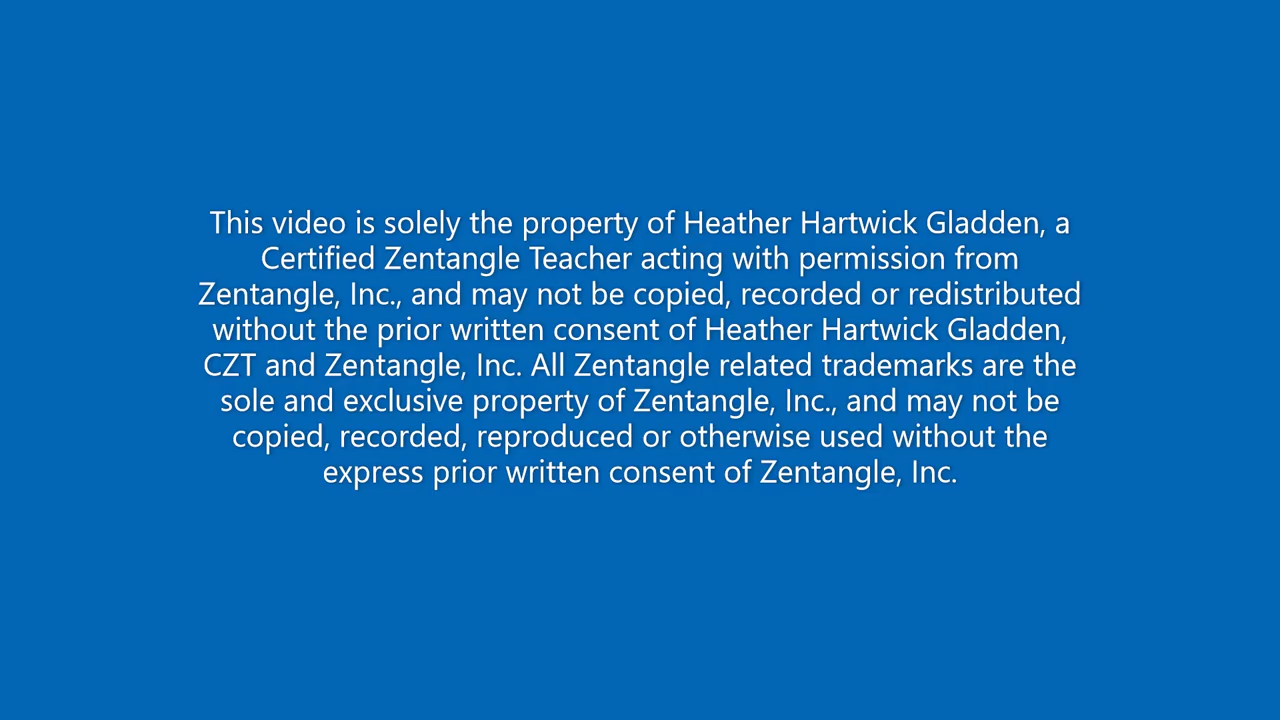 This video is solely the property of Heather Hartwick Gladden, a
Certified Zentangle Teacher acting with permission from
Zentangle, Inc., and may not be copied, recorded or redistributed
without the prior written consent of Heather Hartwick Gladden,
CZT and Zentangle, Inc. All Zentangle related trademarks are the
sole and exclusive property of Zentangle, Inc., and may not be
copied, recorded, reproduced or otherwise used without the
express prior written consent of Zentangle, Inc.